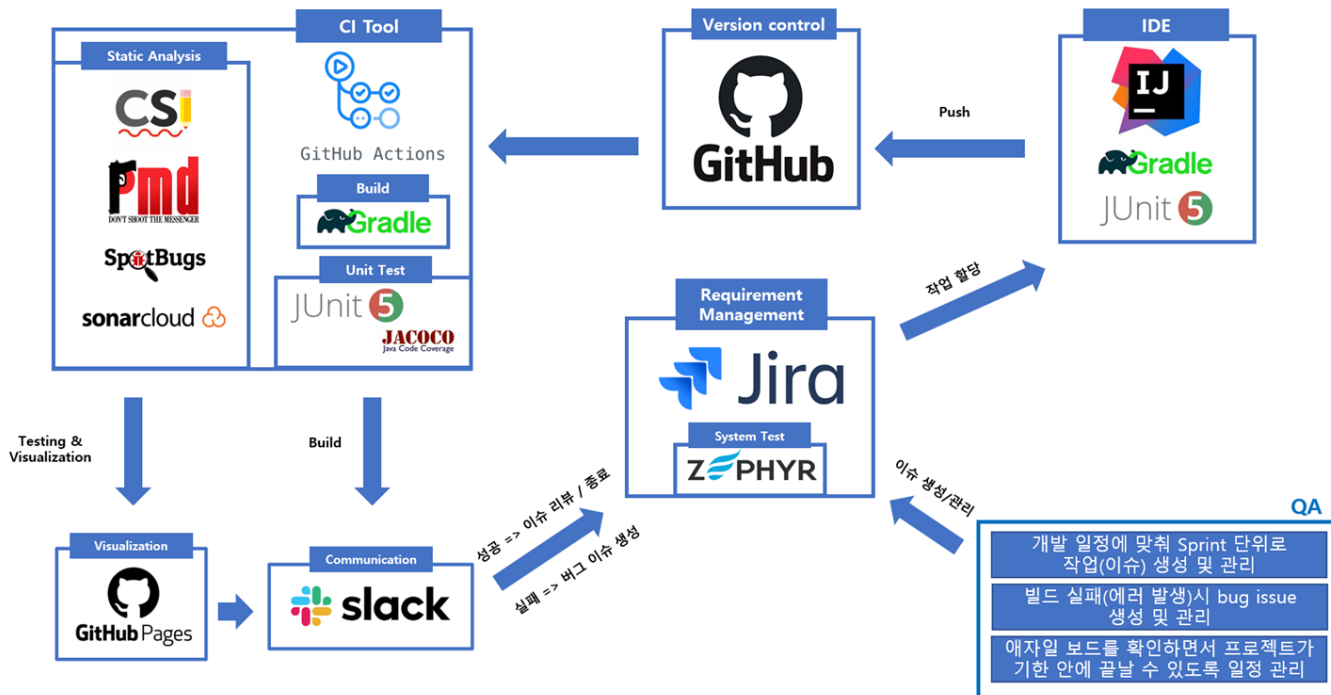 CI Tool
Static Analysis
CSI
Pmd
DON'T SHOOT THE MESSENGER
SpotBugs
sonarcloud
GitHub Actions
Build
Gradle
Unit Test
JUnit 5
JACOCO
Java Code Coverage
Version control
GitHub
Push
IDE
IJ
Gradle
JUnit 5
작업 할당
Requirement
Management
Jira
System Test
ZEPHYR
Testing &
Visualization
Build
Visualization
GitHub Pages
Communication
slack
성공 => 이슈 리뷰 / 종료
실패 => 버그 이슈 생성
이슈 생성/관리
QA
개발 일정에 맞춰 Sprint 단위로
작업(이슈) 생성 및 관리
빌드 실패(에러 발생)시 bug issue
생성 및 관리
애자일 보드를 확인하면서 프로젝트가
기한 안에 끝날 수 있도록 일정 관리